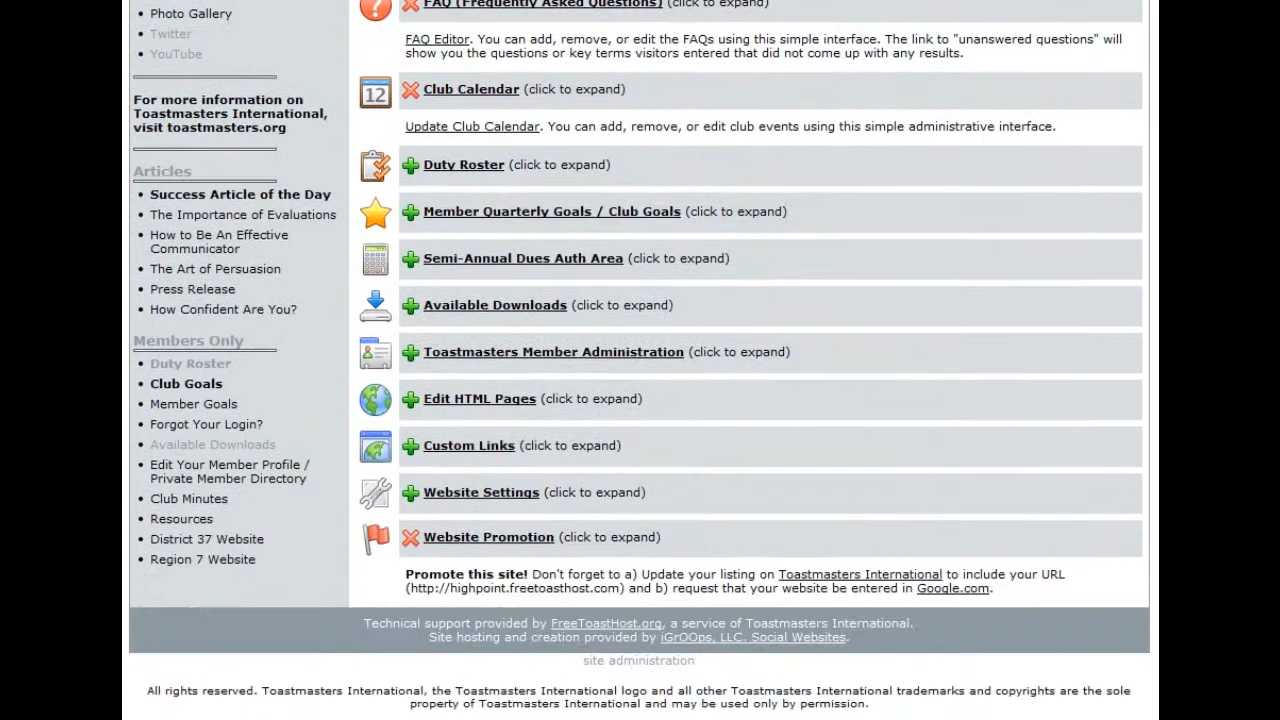 Photo Gallery
Twitter
YouTube
For more information on
Toastmasters International,
visit toastmasters.org
Articles
Success Article of the Day
The Importance of Evaluations
How to Be An Effective
Communicator
The Art of Persuasion
Press Release
How Confident Are You?
Members Only
Duty Roster
Club Goals
Member Goals
Forgot Your Login?
Available Downloads
Edit Your Member Profile /
Private Member Directory
Club Minutes
Resources
District 37 Website
Region 7 Website
FAQ (Frequently Asked Questions) (click to expand)
FAQ Editor. You can add, remove, or edit the FAQs using this simple interface. The link to "unanswered questions" will
show you the questions or key terms visitors entered that did not come up with any results.
12
Club Calendar (click to expand)
Update Club Calendar. You can add, remove, or edit club events using this simple administrative interface.
Duty Roster (click to expand)
Member Quarterly Goals / Club Goals (click to expand)
Semi-Annual Dues Auth Area (click to expand)
Available Downloads (click to expand)
Toastmasters Member Administration (click to expand)
Edit HTML Pages (click to expand)
Custom Links (click to expand)
Website Settings (click to expand)
Website Promotion (click to expand)
Promote this site! Don't forget to a) Update your listing on Toastmasters International to include your URL
(http://highpoint.freetoasthost.com) and b) request that your website be entered in Google.com.
Technical support provided by FreeToastHost.org, a service of Toastmasters International.
Site hosting and creation provided by iGrOOps, LLC. Social Websites.
site administration
All rights reserved. Toastmasters International, the Toastmasters International logo and all other Toastmasters International trademarks and copyrights are the sole
property of Toastmasters International and may be used only by permission.